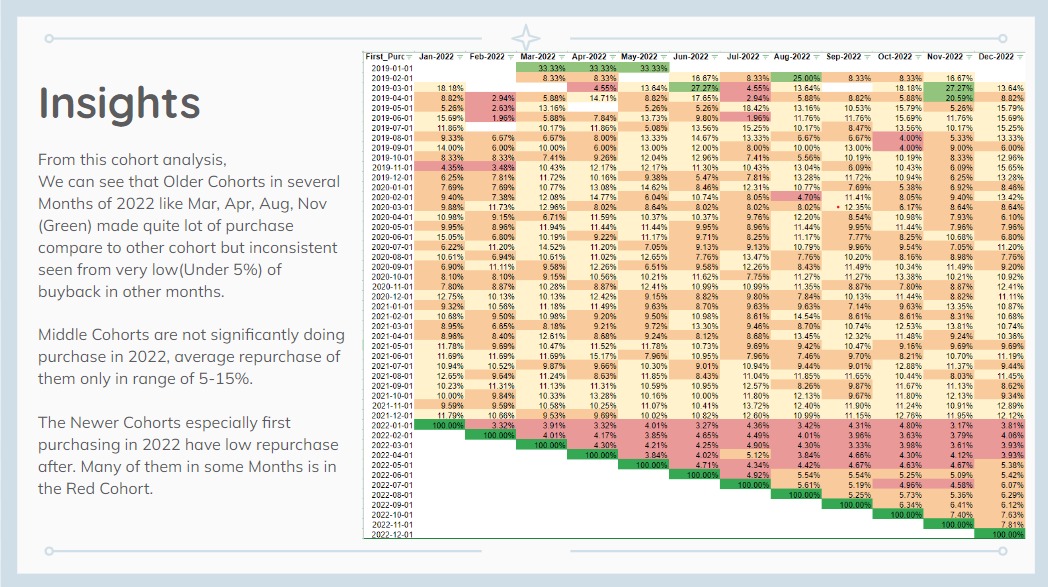 Insights
From this cohort analysis,
We can see that Older Cohorts in several
Months of 2022 like Mar, Apr, Aug, Nov
(Green) made quite lot of purchase
compare to other cohort but inconsistent
seen from very low(Under 5%) of
buyback in other months.
Middle Cohorts are not significantly doing
purchase in 2022, average repurchase of
them only in range of 5-15%.
The Newer Cohorts especially first
purchasing in 2022 have low repurchase
after. Many of them in some Months is in
the Red Cohort.
First_Purc Jan-2022 Feb-2022 Mar-2022 Apr-2022 May-2022 Jun-2022 Jul-2022 Aug-2022 Sep-2022 Oct-2022 Nov-2022 Dec-2022
2019-01-01 33.33% 33.33% 33.33%
2019-02-01 8.33% 8.33% 16.67% 8.33% 25.00% 8.33% 8.33% 16.67%
2019-03-01 18.18% 4.55% 13.64% 27.27% 4.55% 13.64% 18.18% 27.27% 13.64%
2019-04-01 8.82% 2.94% 5.88% 14.71% 8.82% 17.65% 2.94% 5.88% 8.82% 5.88% 20.59% 8.82%
2019-05-01 5.26% 2.63% 13.16% 5.26% 5.26% 18.42% 13.16% 10.53% 15.79% 5.26% 15.79%
2019-06-01 15.69% 1.96% 5.88% 7.84% 13.73% 9.80% 1.96% 11.76% 11.76% 15.69% 11.76% 15.69%
2019-07-01 11.86% 10.17% 11.86% 5.08% 13.56% 15.25% 10.17% 8.47% 13.56% 10.17% 15.25%
2019-08-01 9.33% 6.67% 6.67% 8.00% 13.33% 14.67% 13.33% 6.67% 6.67% 4.00% 9.33% 13.33%
2019-09-01 14.00% 6.00% 10.00% 6.00% 13.00% 12.00% 8.00% 10.00% 13.00% 4.00% 9.00% 6.00%
2019-10-01 8.33% 8.33% 7.41% 9.26% 12.04% 12.96% 7.41% 5.56% 10.19% 10.19% 8.33% 12.96%
2019-11-01 4.35% 3.48% 10.43% 12.17% 12.17% 11.30% 10.43% 13.04% 6.09% 10.43% 6.09% 15.65%
2019-12-01 6.25% 7.81% 11.72% 10.16% 9.38% 5.47% 7.81% 13.28% 11.72% 10.94% 6.25% 13.28%
2020-01-01 7.69% 7.69% 10.77% 13.08% 14.62% 8.46% 12.31% 10.77% 7.69% 5.38% 6.92% 8.46%
2020-02-01 9.40% 7.38% 12.08% 14.77% 6.04% 10.74% 8.05% 4.70% 11.41% 8.05% 9.40% 13.42%
2020-03-01 9.88% 11.73% 12.96% 8.02% 8.64% 8.02% 8.02% 8.02% 12.35% 6.17% 8.64% 8.64%
2020-04-01 10.98% 9.15% 6.71% 11.59% 10.37% 10.37% 9.76% 12.20% 8.54% 10.98% 7.93% 6.10%
2020-05-01 9.95% 8.96% 11.94% 11.44% 11.44% 9.95% 8.96% 11.44% 9.95% 11.44% 7.96% 7.96%
2020-06-01 15.05% 6.80% 10.19% 9.22% 11.17% 9.71% 8.25% 11.17% 7.77% 8.25% 10.68% 6.80%
2020-07-01 6.22% 11.20% 14.52% 11.20% 7.05% 9.13% 9.13% 10.79% 9.96% 9.54% 7.05% 11.20%
2020-08-01 10.61% 6.94% 10.61% 11.02% 12.65% 7.76% 13.47% 7.76% 10.20% 8.16% 8.98% 7.76%
2020-09-01 6.90% 11.11% 9.58% 12.26% 6.51% 9.58% 12.26% 8.43% 11.49% 10.34% 11.49% 9.20%
2020-10-01 8.10% 8.10% 9.15% 10.56% 10.21% 11.62% 7.75% 11.27% 11.27% 13.38% 10.21% 10.92%
2020-11-01 7.80% 8.87% 10.28% 8.87% 12.41% 10.99% 10.99% 11.35% 8.87% 7.80% 8.87% 12.41%
2020-12-01 12.75% 10.13% 10.13% 12.42% 9.15% 8.82% 9.80% 7.84% 10.13% 11.44% 8.82% 11.11%
2021-01-01 9.32% 10.56% 11.18% 11.49% 9.63% 8.70% 9.63% 9.63% 7.14% 9.63% 13.35% 10.87%
2021-02-01 10.68% 9.50% 10.98% 9.20% 9.50% 10.98% 8.61% 14.54% 8.61% 8.61% 8.31% 10.68%
2021-03-01 8.95% 6.65% 8.18% 9.21% 9.72% 13.30% 9.46% 8.70% 10.74% 12.53% 13.81% 10.74%
2021-04-01 8.96% 8.40% 12.61% 8.68% 9.24% 8.12% 8.68% 13.45% 12.32% 11.48% 9.24% 10.36%
2021-05-01 11.78% 9.69% 10.47% 11.52% 11.78% 10.73% 9.69% 9.42% 10.47% 9.16% 9.69% 9.69%
2021-06-01 11.69% 11.69% 11.69% 15.17% 7.96% 10.95% 7.96% 7.46% 9.70% 8.21% 10.70% 11.19%
2021-07-01 10.94% 10.52% 9.87% 9.66% 10.30% 9.01% 10.94% 9.44% 9.01% 12.88% 11.37% 9.44%
2021-08-01 12.65% 9.64% 11.24% 8.63% 11.85% 8.43% 11.04% 11.85% 11.65% 10.44% 8.03% 11.45%
2021-09-01 10.23% 11.31% 11.13% 11.31% 10.59% 10.95% 12.57% 8.26% 9.87% 11.67% 11.13% 8.62%
2021-10-01 10.00% 9.84% 10.33% 13.28% 10.16% 10.00% 11.80% 12.13% 9.67% 11.80% 12.13% 9.34%
2021-11-01 9.59% 9.59% 10.58% 10.25% 11.07% 10.41% 13.72% 12.40% 11.90% 11.24% 10.91% 12.89%
2021-12-01 11.79% 10.66% 9.53% 9.69% 10.02% 10.82% 12.60% 10.99% 11.15% 12.76% 11.95% 12.12%
2022-01-01 100.00% 3.32% 3.91% 3.32% 4.01% 3.27% 4.36% 3.42% 4.31% 4.80% 3.17% 3.81%
2022-02-01 100.00% 4.01% 4.17% 3.85% 4.65% 4.49% 4.01% 3.96% 3.63% 3.79% 4.06%
2022-03-01 100.00% 4.30% 4.21% 4.25% 4.90% 4.30% 3.33% 3.98% 3.61% 3.93%
2022-04-01 100.00% 3.84% 4.02% 5.12% 3.84% 4.66% 4.30% 4.12% 3.93%
2022-05-01 100.00% 4.71% 4.34% 4.42% 4.67% 4.63% 4.67% 5.38%
2022-06-01 100.00% 4.92% 5.54% 5.54% 5.25% 5.09% 5.42%
2022-07-01 100.00% 5.61% 5.19% 4.96% 4.58% 6.07%
2022-08-01 100.00% 5.25% 5.73% 5.36% 6.29%
2022-09-01 100.00% 6.34% 6.41% 6.12%
2022-10-01 100.00% 7.40% 7.63%
2022-11-01 100.00% 7.81%
2022-12-01 100.00%